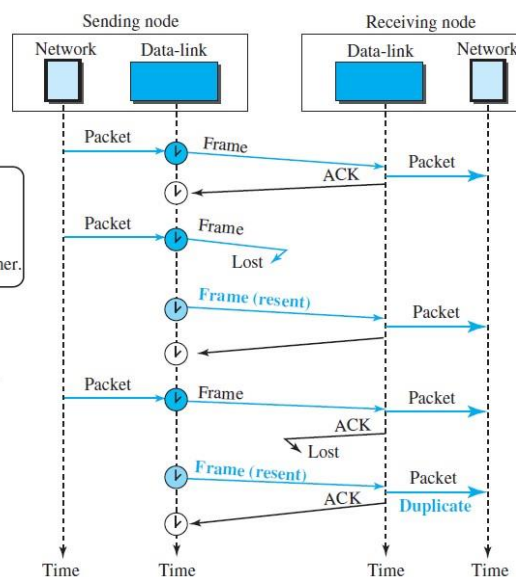 Sending node
Receiving node
Network
Data-link
Data-link
Network
Packet
Frame
Packet
ACK
Packet
Frame
Lost
Frame (resent)
Packet
Packet
Frame
Packet
ACK
Lost
Frame (resent)
Packet
ACK
Duplicate
Time
Time
Time
Time